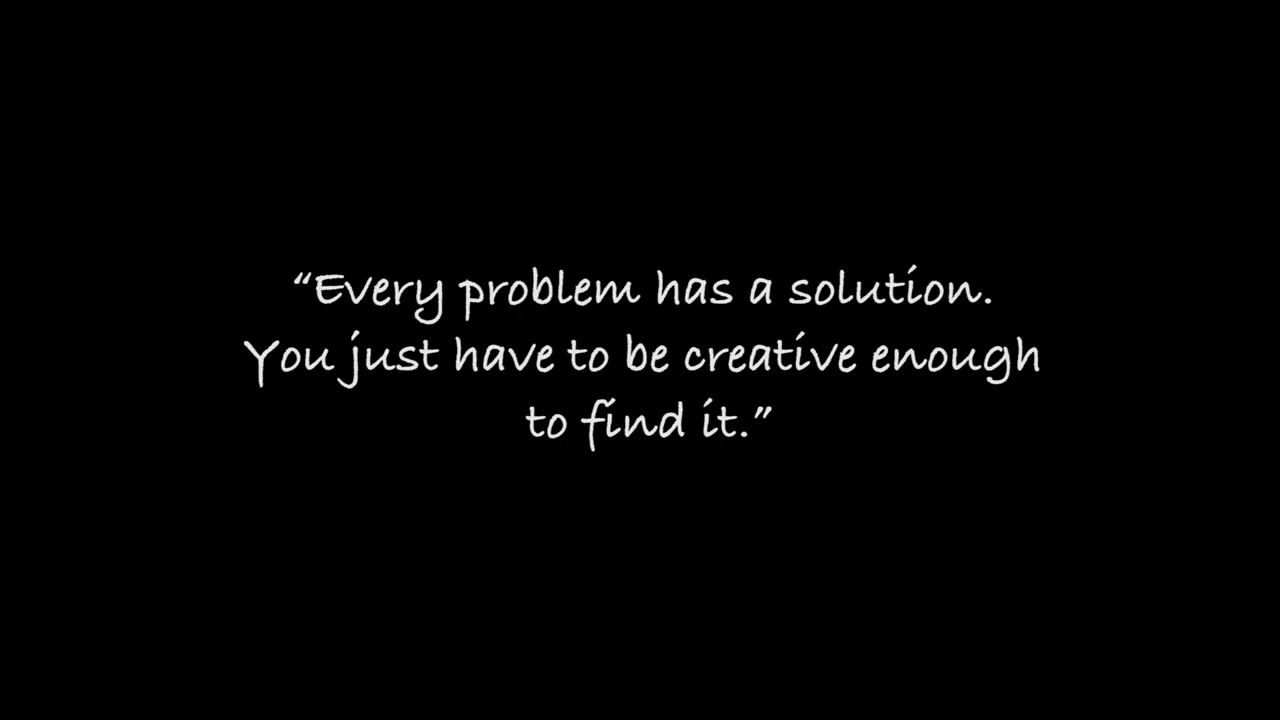 “Every problem has a solution.
You just have to be creative enough
to find it.”